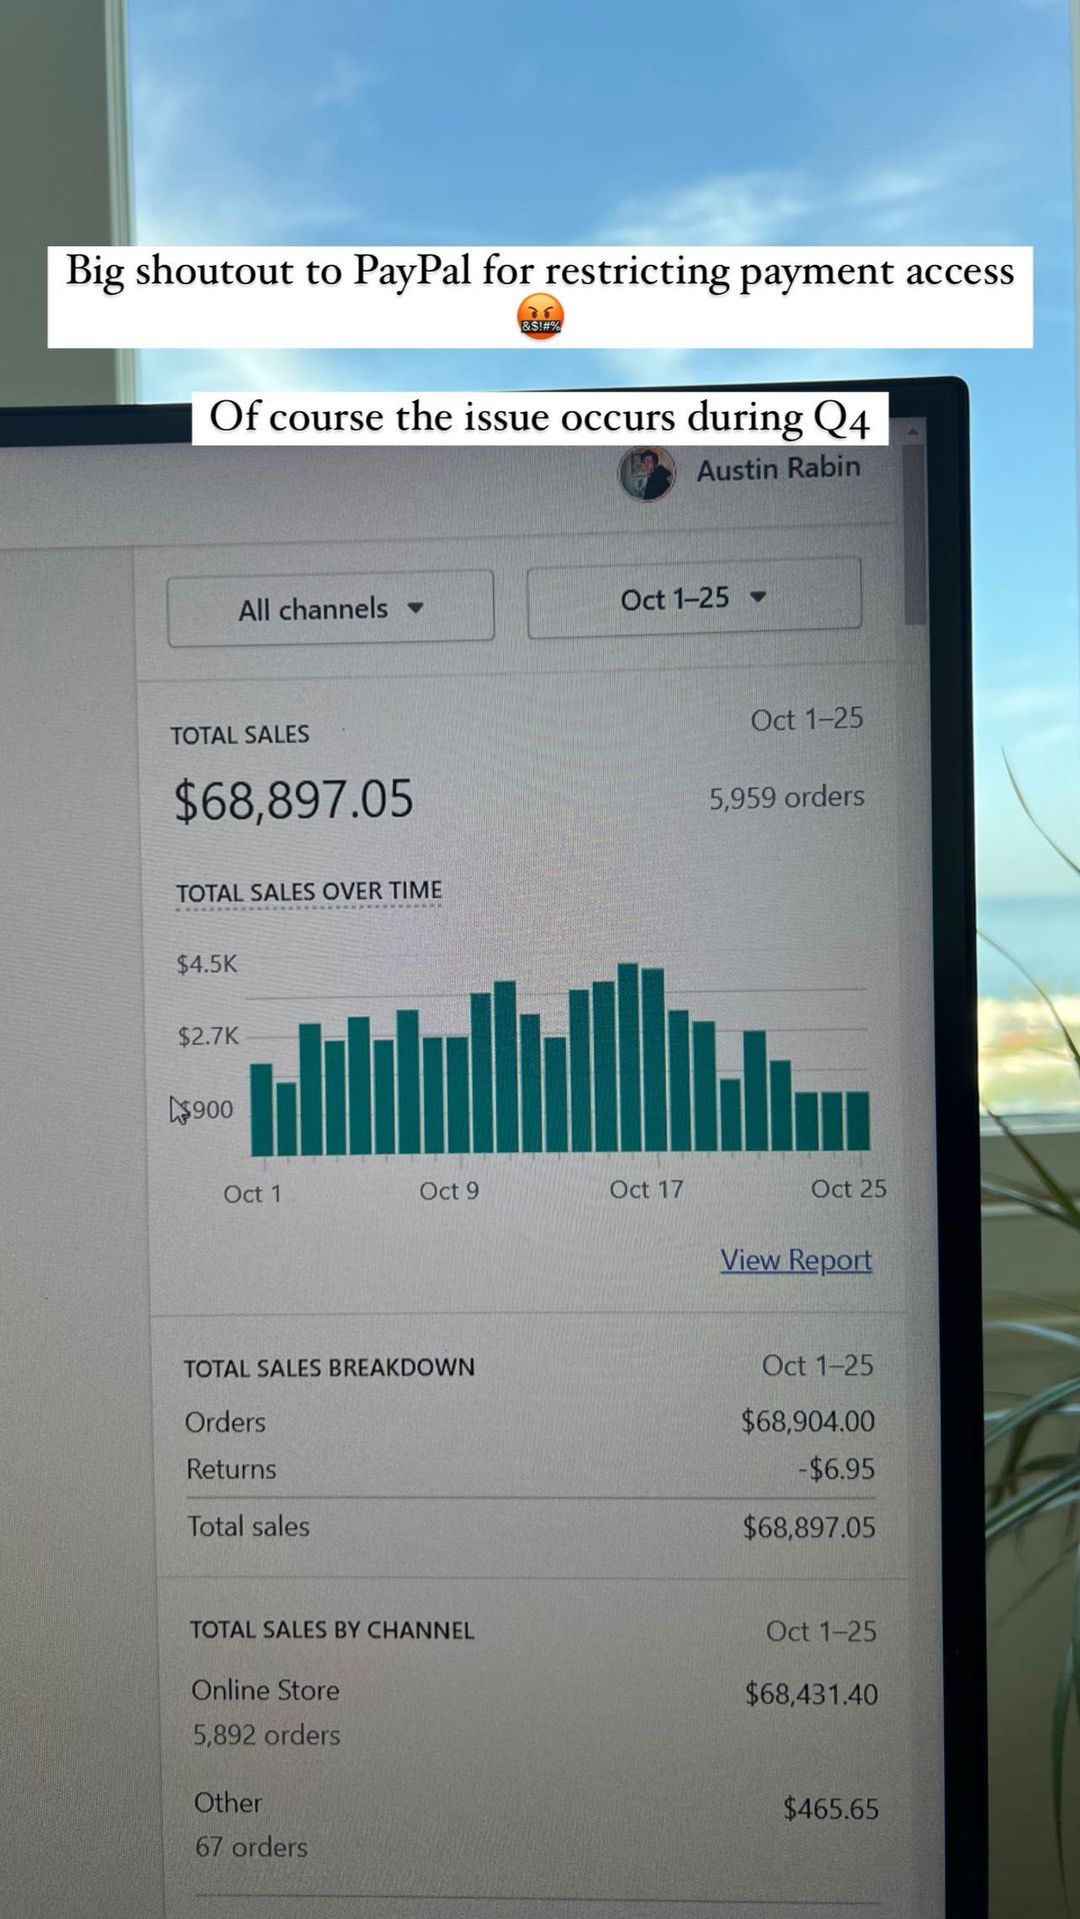 Big shoutout to PayPal for restricting payment access
🤬
Of course the issue occurs during Q4
Austin Rabin
All channels
Oct 1–25
TOTAL SALES
Oct 1–25
$68,897.05
5,959 orders
TOTAL SALES OVER TIME
$4.5K
$2.7K
$900
Oct 1
Oct 9
Oct 17
Oct 25
View Report
TOTAL SALES BREAKDOWN
Oct 1–25
Orders
$68,904.00
Returns
-$6.95
Total sales
$68,897.05
TOTAL SALES BY CHANNEL
Oct 1–25
Online Store
$68,431.40
5,892 orders
Other
$465.65
67 orders